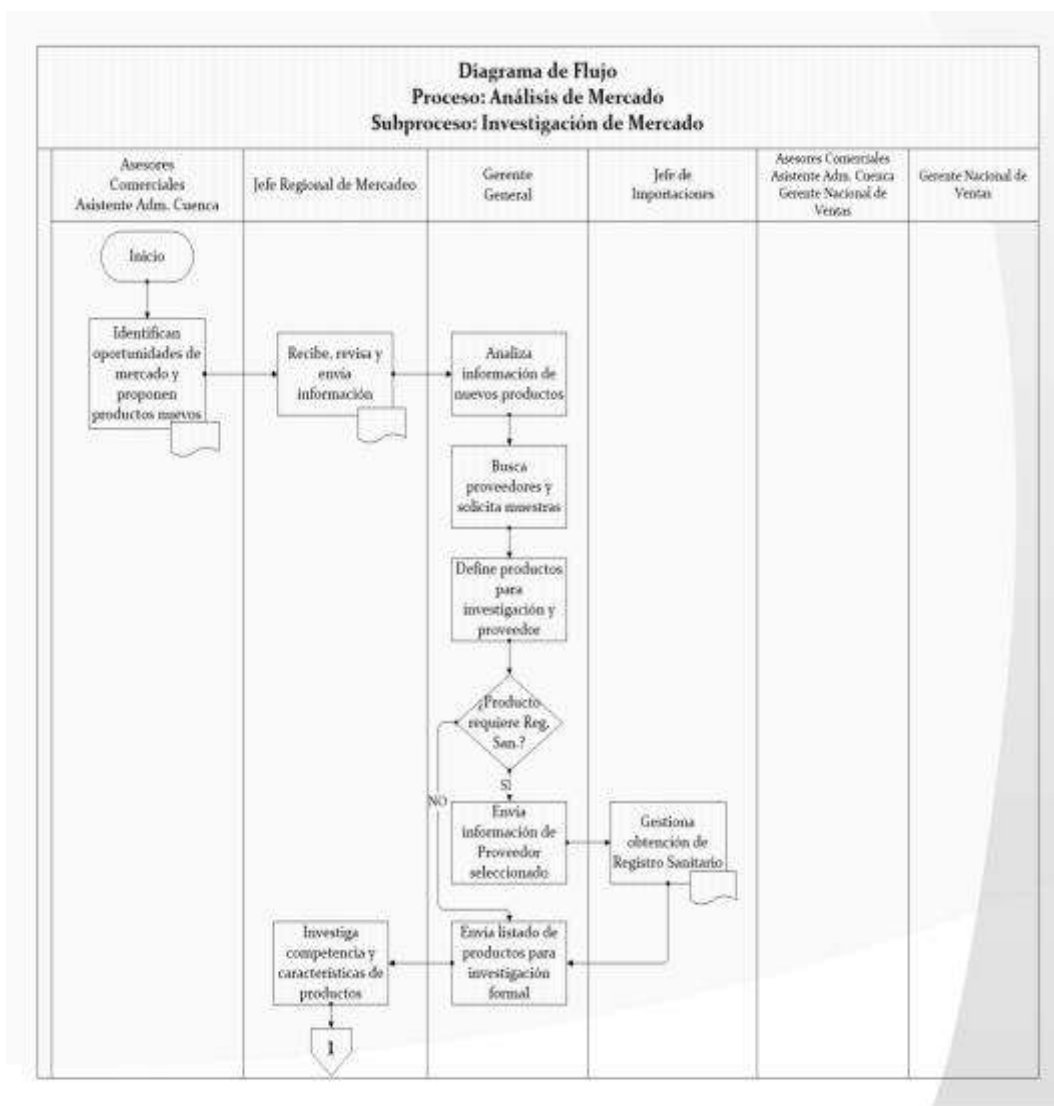 Diagrama de Flujo
Proceso: Análisis de Mercado
Subproceso: Investigación de Mercado
Asesores
Comerciales
Asistente Adm. Cuenca
Jefe Regional de Mercadeo
Gerente
General
Jefe de
Importaciones
Asesores Comerciales
Asistente Adm. Cuenca
Gerente Nacional de
Ventas
Gerente Nacional de
Ventas
Inicio
Identifican
oportunidades de
mercado y
proponen
productos nuevos
Recibe, revisa y
envia
información
Analiza
información de
nuevos productos
Busca
proveedores y
solicita muestras
Define productos
para
investigación y
proveedor
¿Producto
requiere Reg.
San.?
SI
NO
Envia
información de
Proveedor
seleccionado
Gestiona
obtención de
Registro Sanitario
Investiga
competencia y
características de
productos
Envia listado de
productos para
investigación
formal
1